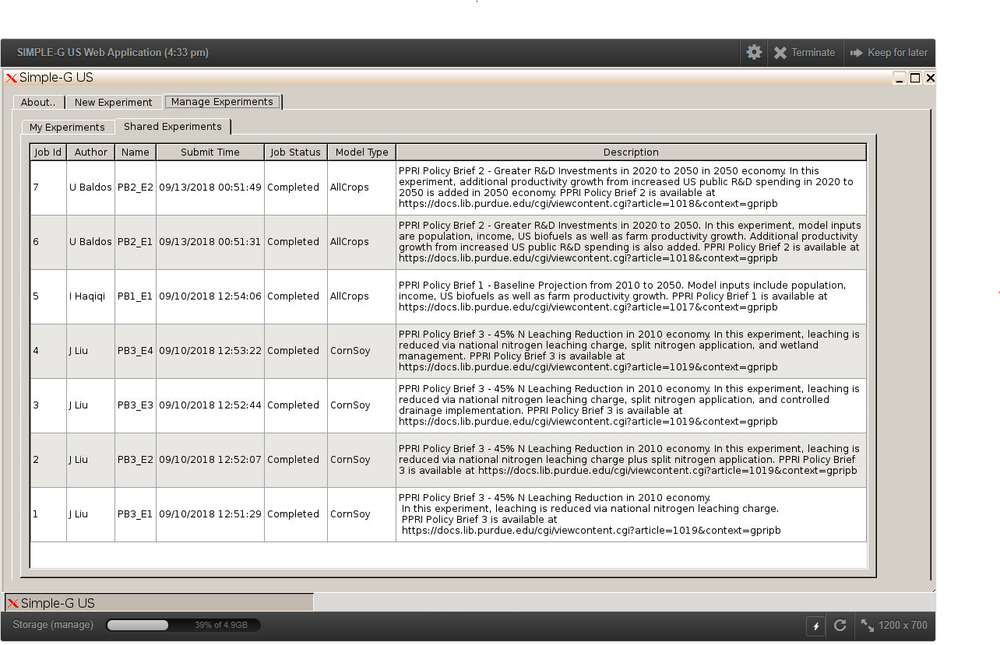 SIMPLE-G US Web Application (4:33 pm)
Terminate
Keep for later
Simple-G US
About..
New Experiment
Manage Experiments
My Experiments
Shared Experiments
Job Id Author Name Submit Time Job Status Model Type Description
7 U Baldos PB2_E2 09/13/2018 00:51:49 Completed AllCrops
PPRI Policy Brief 2 - Greater R&D Investments in 2020 to 2050 in 2050 economy. In this
experiment, additional productivity growth from increased US public R&D spending in 2020 to
2050 is added in 2050 economy. PPRI Policy Brief 2 is available at
https://docs.lib.purdue.edu/cgi/viewcontent.cgi?article=1018&context=gpripb
6 U Baldos PB2_E1 09/13/2018 00:51:31 Completed AllCrops
PPRI Policy Brief 2 - Greater R&D Investments in 2020 to 2050. In this experiment, model inputs
are population, income, US biofuels as well as farm productivity growth. Additional productivity
growth from increased US public R&D spending is also added. PPRI Policy Brief 2 is available at
https://docs.lib.purdue.edu/cgi/viewcontent.cgi?article=1018&context=gpripb
5 I Haqiqi PB1_E1 09/10/2018 12:54:06 Completed AllCrops
PPRI Policy Brief 1 - Baseline Projection from 2010 to 2050. Model inputs include population,
income, US biofuels as well as farm productivity growth. PPRI Policy Brief 1 is available at
https://docs.lib.purdue.edu/cgi/viewcontent.cgi?article=1017&context=gpripb
4 J Liu PB3_E4 09/10/2018 12:53:22 Completed CornSoy
PPRI Policy Brief 3 - 45% N Leaching Reduction in 2010 economy. In this experiment, leaching is
reduced via national nitrogen leaching charge, split nitrogen application, and wetland
management. PPRI Policy Brief 3 is available at
https://docs.lib.purdue.edu/cgi/viewcontent.cgi?article=1019&context=gpripb
3 J Liu PB3_E3 09/10/2018 12:52:44 Completed CornSoy
PPRI Policy Brief 3 - 45% N Leaching Reduction in 2010 economy. In this experiment, leaching is
reduced via national nitrogen leaching charge, split nitrogen application, and controlled
drainage implementation. PPRI Policy Brief 3 is available at
https://docs.lib.purdue.edu/cgi/viewcontent.cgi?article=1019&context=gpripb
2 J Liu PB3_E2 09/10/2018 12:52:07 Completed CornSoy
PPRI Policy Brief 3 - 45% N Leaching Reduction in 2010 economy. In this experiment, leaching is
reduced via national nitrogen leaching charge plus split nitrogen application. PPRI Policy Brief
3 is available at https://docs.lib.purdue.edu/cgi/viewcontent.cgi?article=1019&context=gpripb
1 J Liu PB3_E1 09/10/2018 12:51:29 Completed CornSoy
PPRI Policy Brief 3 - 45% N Leaching Reduction in 2010 economy.
In this experiment, leaching is reduced via national nitrogen leaching charge.
PPRI Policy Brief 3 is available at
https://docs.lib.purdue.edu/cgi/viewcontent.cgi?article=1019&context=gpripb
Simple-G US
Storage (manage)
39% of 4.9GB
1200 x 700